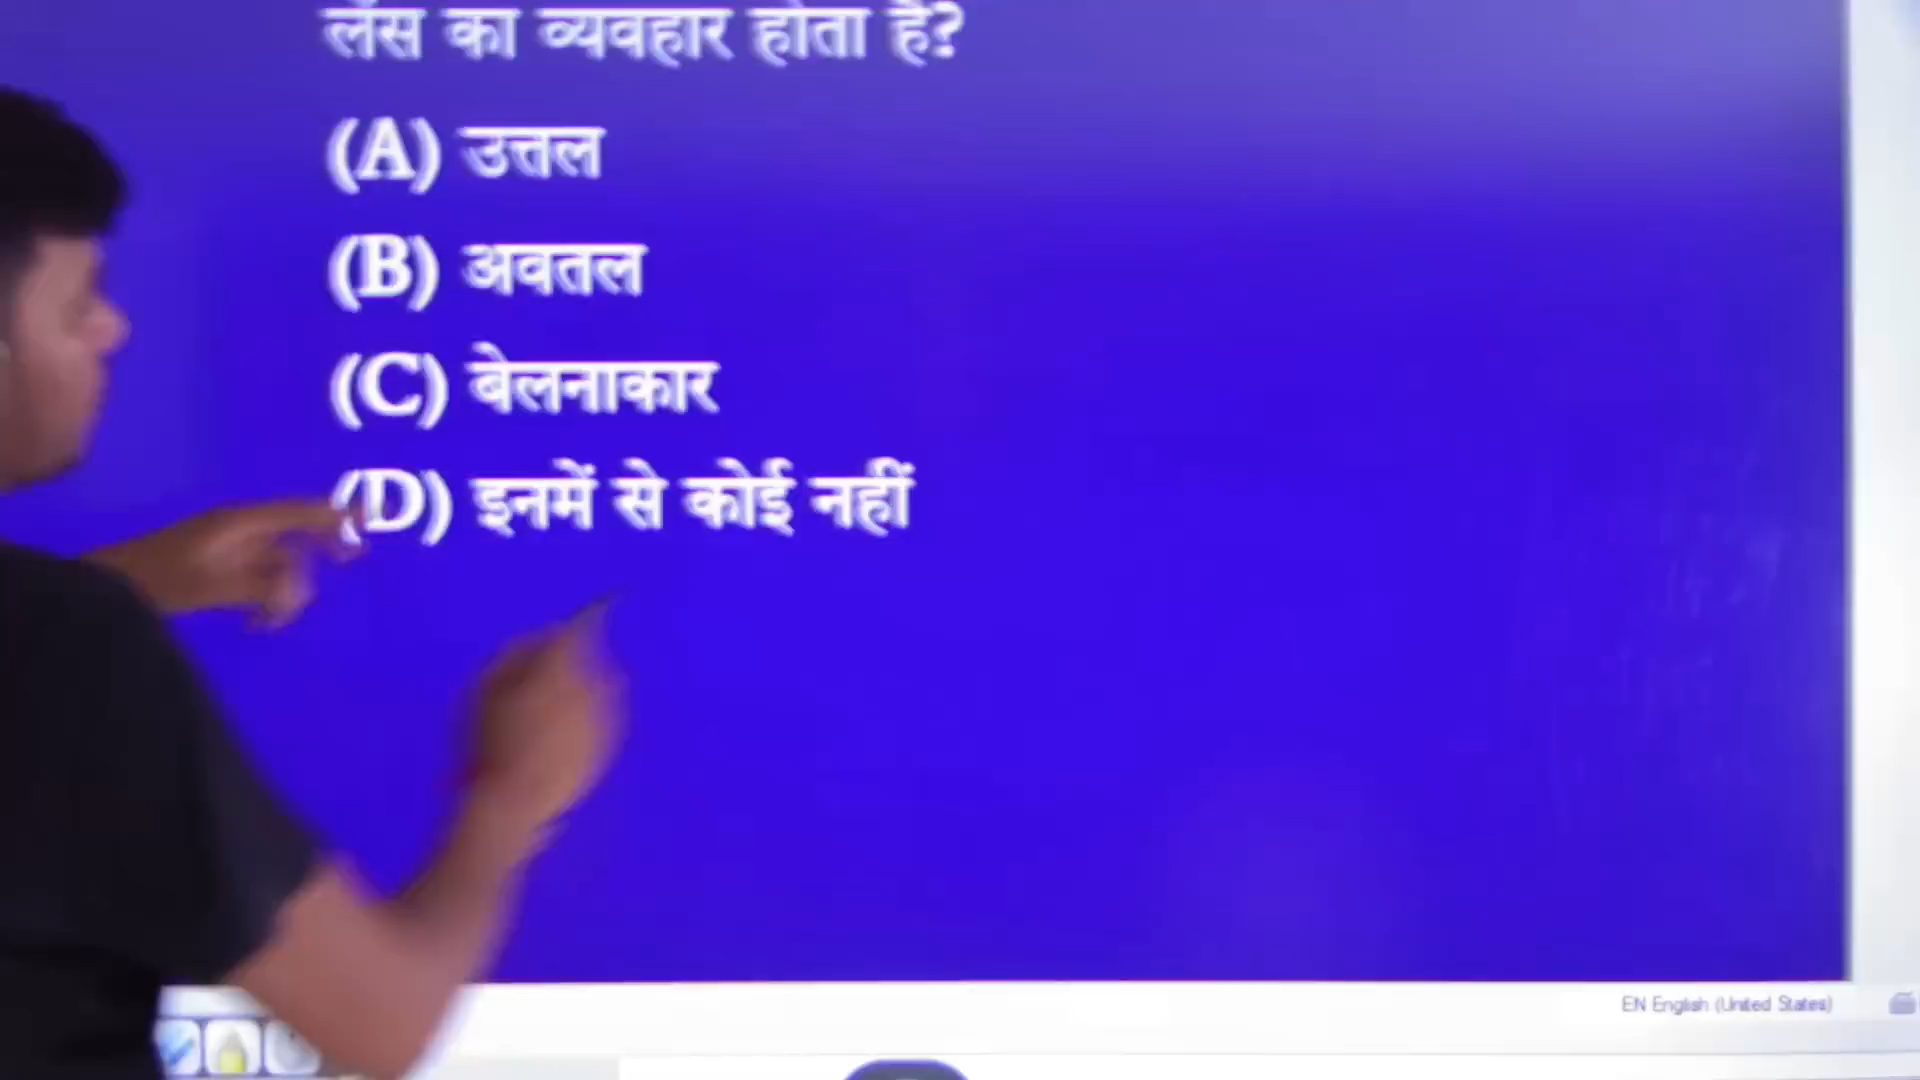 लेंस का व्यवहार होता है?
(A) उत्तल
(B) अवतल
(C) बेलनाकार
(D) इनमें से कोई नहीं
EN English (United States)